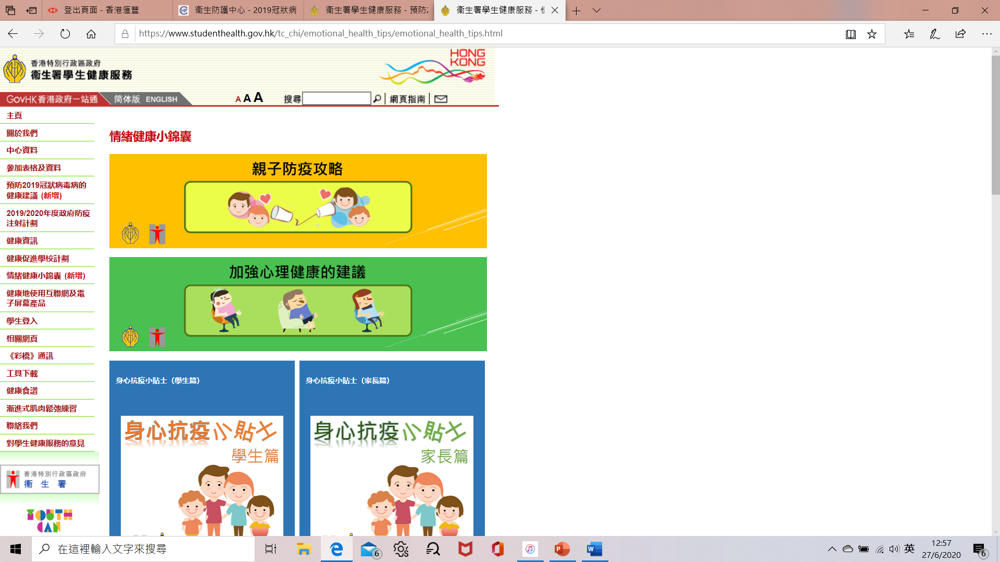 登出頁面 - 香港滙豐
衞生防護中心 - 2019冠狀病
衞生署學生健康服務 - 預防2
衞生署學生健康服務 - 情
https://www.studenthealth.gov.hk/tc_chi/emotional_health_tips/emotional_health_tips.html
香港特別行政區政府
衞生署學生健康服務
HONG
KONG
GovHK香港政府一站通
简体版 ENGLISH
A A A
搜尋
網頁指南
主頁
關於我們
中心資料
參加表格及資料
預防2019冠狀病毒病的
健康建議 (新增)
2019/2020年度政府防疫
注射計劃
健康資訊
健康促進學校計劃
情緒健康小錦囊 (新增)
健康地使用互聯網及電
子屏幕產品
學生登入
相關網頁
《彩橋》通訊
工具下載
健康食譜
漸進式肌肉鬆弛練習
聯絡我們
對學生健康服務的意見
香港特別行政區政府
衞生署
YOUTH
CAN
情緒健康小錦囊
親子防疫攻略
加強心理健康的建議
身心抗疫小貼士（學生篇）
身心抗疫小貼士
學生篇
身心抗疫小貼士（家長篇）
身心抗疫小貼士
家長篇
在這裡輸入文字來搜尋
6
英
12:57
27/6/2020
6